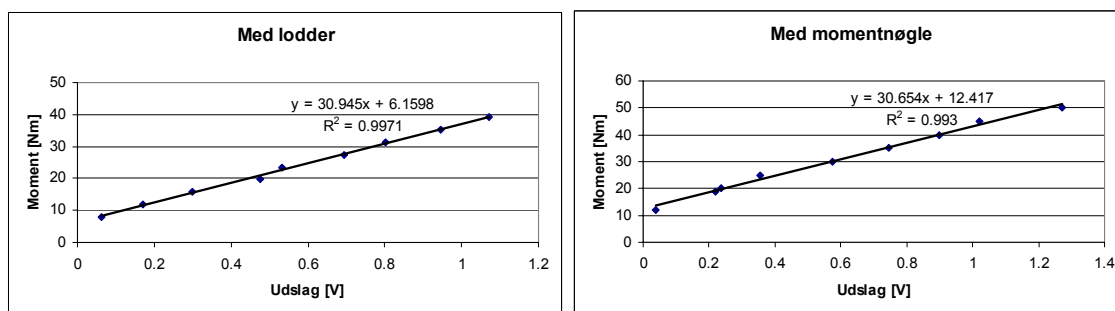 Med lodder
y = 30.945x + 6.1598
R² = 0.9971
50
40
30
20
10
0
Moment [Nm]
0 0.2 0.4 0.6 0.8 1 1.2
Udslag [V]
Med momentnøgle
y = 30.654x + 12.417
R² = 0.993
60
50
40
30
20
10
0
Moment [Nm]
0 0.2 0.4 0.6 0.8 1 1.2 1.4
Udslag [V]